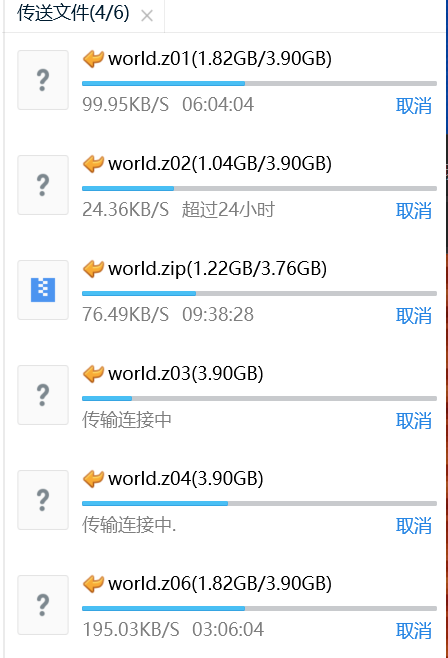 传送文件(4/6)
world.z01(1.82GB/3.90GB)
99.95KB/S 06:04:04 取消
world.z02(1.04GB/3.90GB)
24.36KB/S 超过24小时 取消
world.zip(1.22GB/3.76GB)
76.49KB/S 09:38:28 取消
world.z03(3.90GB)
传输连接中 取消
world.z04(3.90GB)
传输连接中. 取消
world.z06(1.82GB/3.90GB)
195.03KB/S 03:06:04 取消